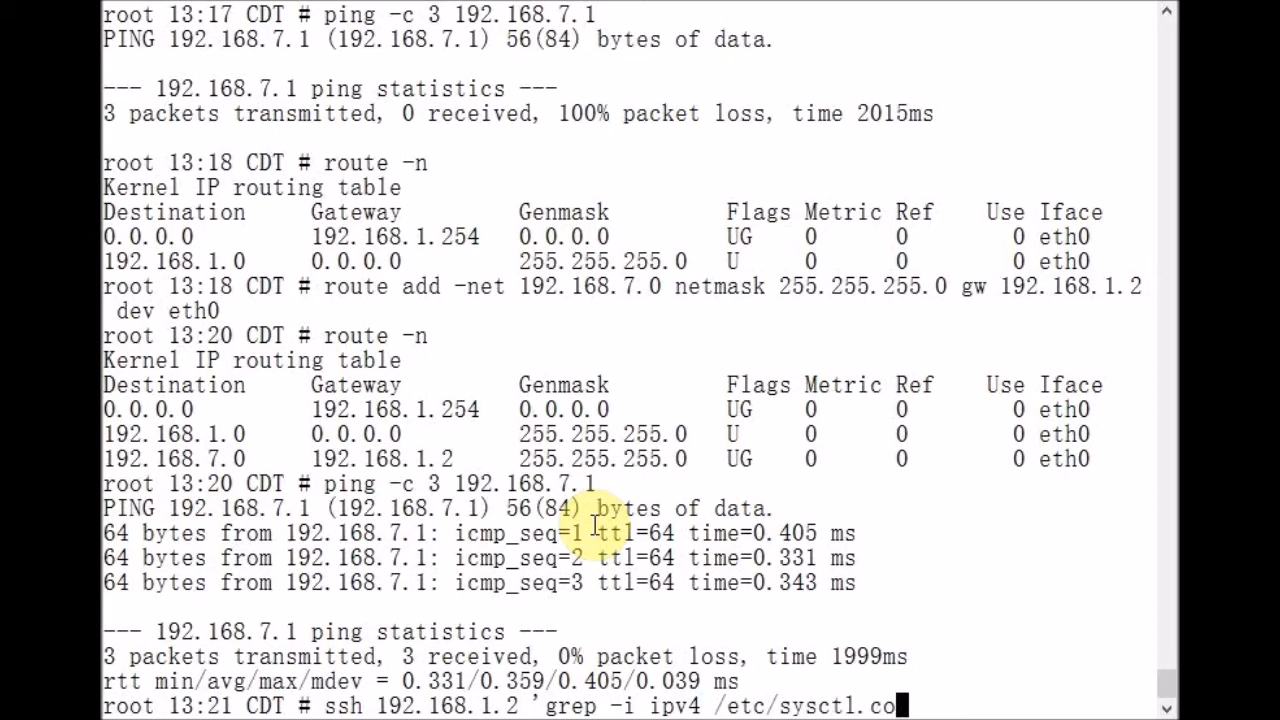 root 13:17 CDT # ping -c 3 192.168.7.1
PING 192.168.7.1 (192.168.7.1) 56(84) bytes of data.
--- 192.168.7.1 ping statistics ---
3 packets transmitted, 0 received, 100% packet loss, time 2015ms
root 13:18 CDT # route -n
Kernel IP routing table
Destination Gateway Genmask Flags Metric Ref Use Iface
0.0.0.0 192.168.1.254 0.0.0.0 UG 0 0 0 eth0
192.168.1.0 0.0.0.0 255.255.255.0 U 0 0 0 eth0
root 13:18 CDT # route add -net 192.168.7.0 netmask 255.255.255.0 gw 192.168.1.2
dev eth0
root 13:20 CDT # route -n
Kernel IP routing table
Destination Gateway Genmask Flags Metric Ref Use Iface
0.0.0.0 192.168.1.254 0.0.0.0 UG 0 0 0 eth0
192.168.1.0 0.0.0.0 255.255.255.0 U 0 0 0 eth0
192.168.7.0 192.168.1.2 255.255.255.0 UG 0 0 0 eth0
root 13:20 CDT # ping -c 3 192.168.7.1
PING 192.168.7.1 (192.168.7.1) 56(84) bytes of data.
64 bytes from 192.168.7.1: icmp_seq=1 ttl=64 time=0.405 ms
64 bytes from 192.168.7.1: icmp_seq=2 ttl=64 time=0.331 ms
64 bytes from 192.168.7.1: icmp_seq=3 ttl=64 time=0.343 ms
--- 192.168.7.1 ping statistics ---
3 packets transmitted, 3 received, 0% packet loss, time 1999ms
rtt min/avg/max/mdev = 0.331/0.359/0.405/0.039 ms
root 13:21 CDT # ssh 192.168.1.2 'grep -i ipv4 /etc/sysctl.co